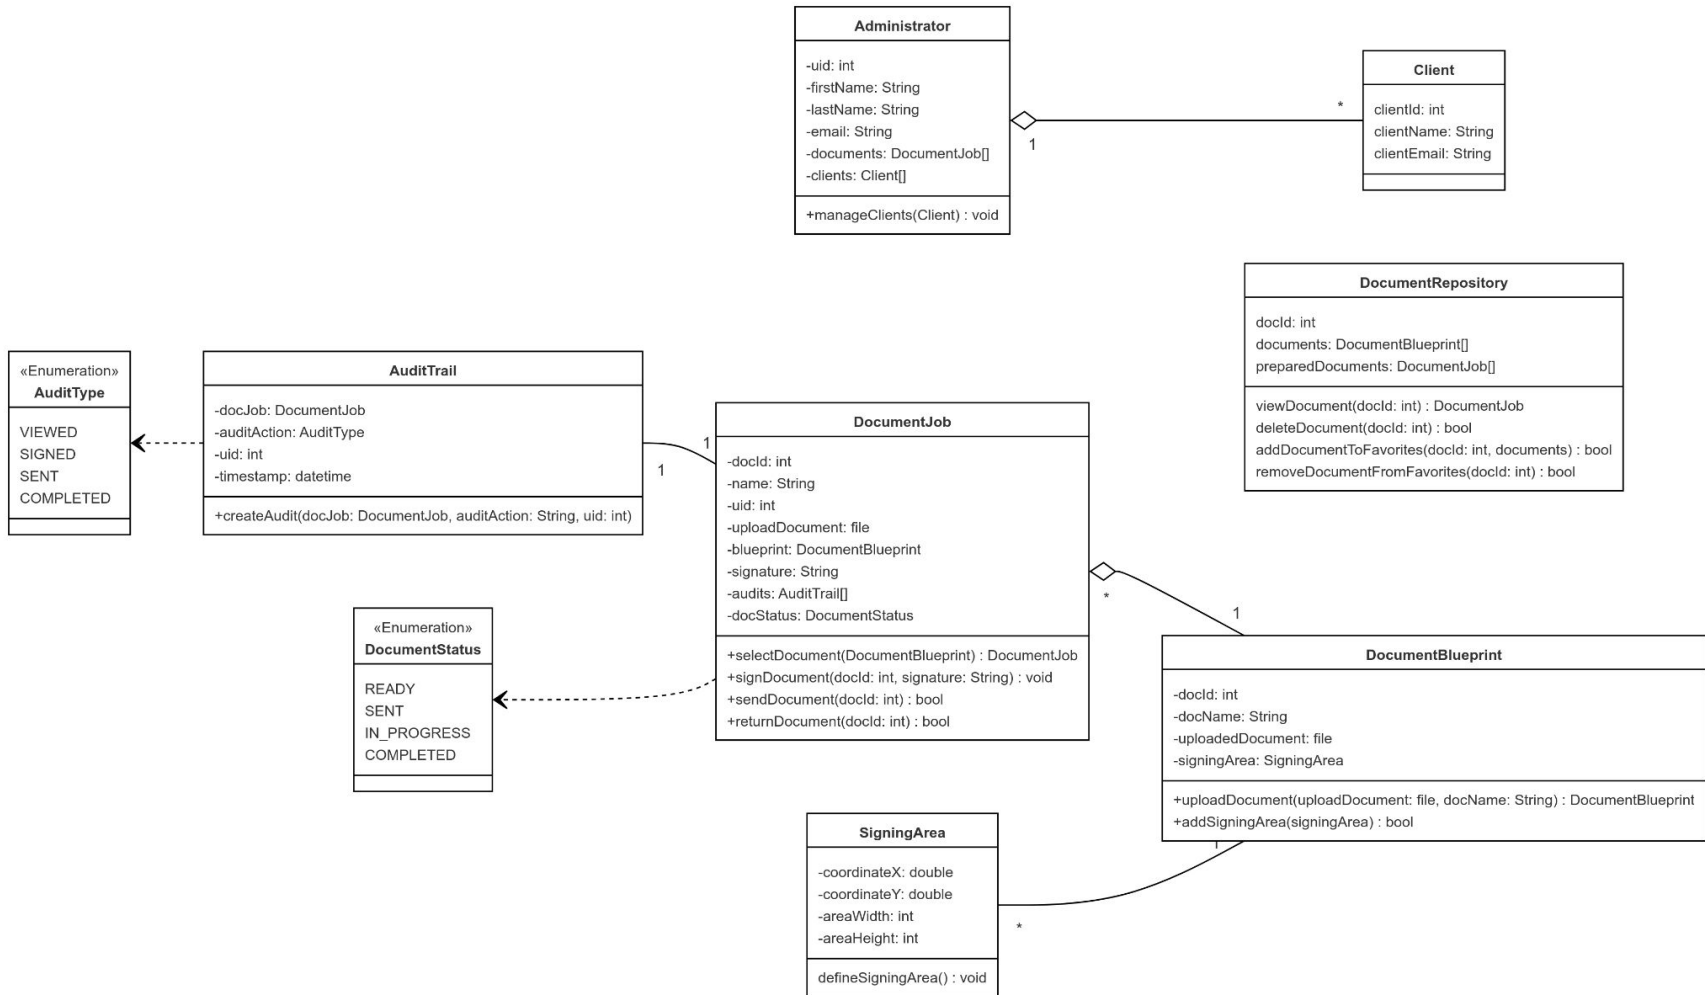 Administrator
-uid: int
-firstName: String
-lastName: String
-email: String
-documents: DocumentJob[]
-clients: Client[]
+manageClients(Client) : void
1
*
Client
clientId: int
clientName: String
clientEmail: String
DocumentRepository
docId: int
documents: DocumentBlueprint[]
preparedDocuments: DocumentJob[]
viewDocument(docId: int) : DocumentJob
deleteDocument(docId: int) : bool
addDocumentToFavorites(docId: int, documents) : bool
removeDocumentFromFavorites(docId: int) : bool
«Enumeration»
AuditType
VIEWED
SIGNED
SENT
COMPLETED
AuditTrail
-docJob: DocumentJob
-auditAction: AuditType
-uid: int
-timestamp: datetime
+createAudit(docJob: DocumentJob, auditAction: String, uid: int)
1
1
DocumentJob
-docId: int
-name: String
-uid: int
-uploadDocument: file
-blueprint: DocumentBlueprint
-signature: String
-audits: AuditTrail[]
-docStatus: DocumentStatus
+selectDocument(DocumentBlueprint) : DocumentJob
+signDocument(docId: int, signature: String) : void
+sendDocument(docId: int) : bool
+returnDocument(docId: int) : bool
*
1
«Enumeration»
DocumentStatus
READY
SENT
IN_PROGRESS
COMPLETED
DocumentBlueprint
-docId: int
-docName: String
-uploadedDocument: file
-signingArea: SigningArea
+uploadDocument(uploadDocument: file, docName: String) : DocumentBlueprint
+addSigningArea(signingArea) : bool
SigningArea
-coordinateX: double
-coordinateY: double
-areaWidth: int
-areaHeight: int
defineSigningArea() : void
*